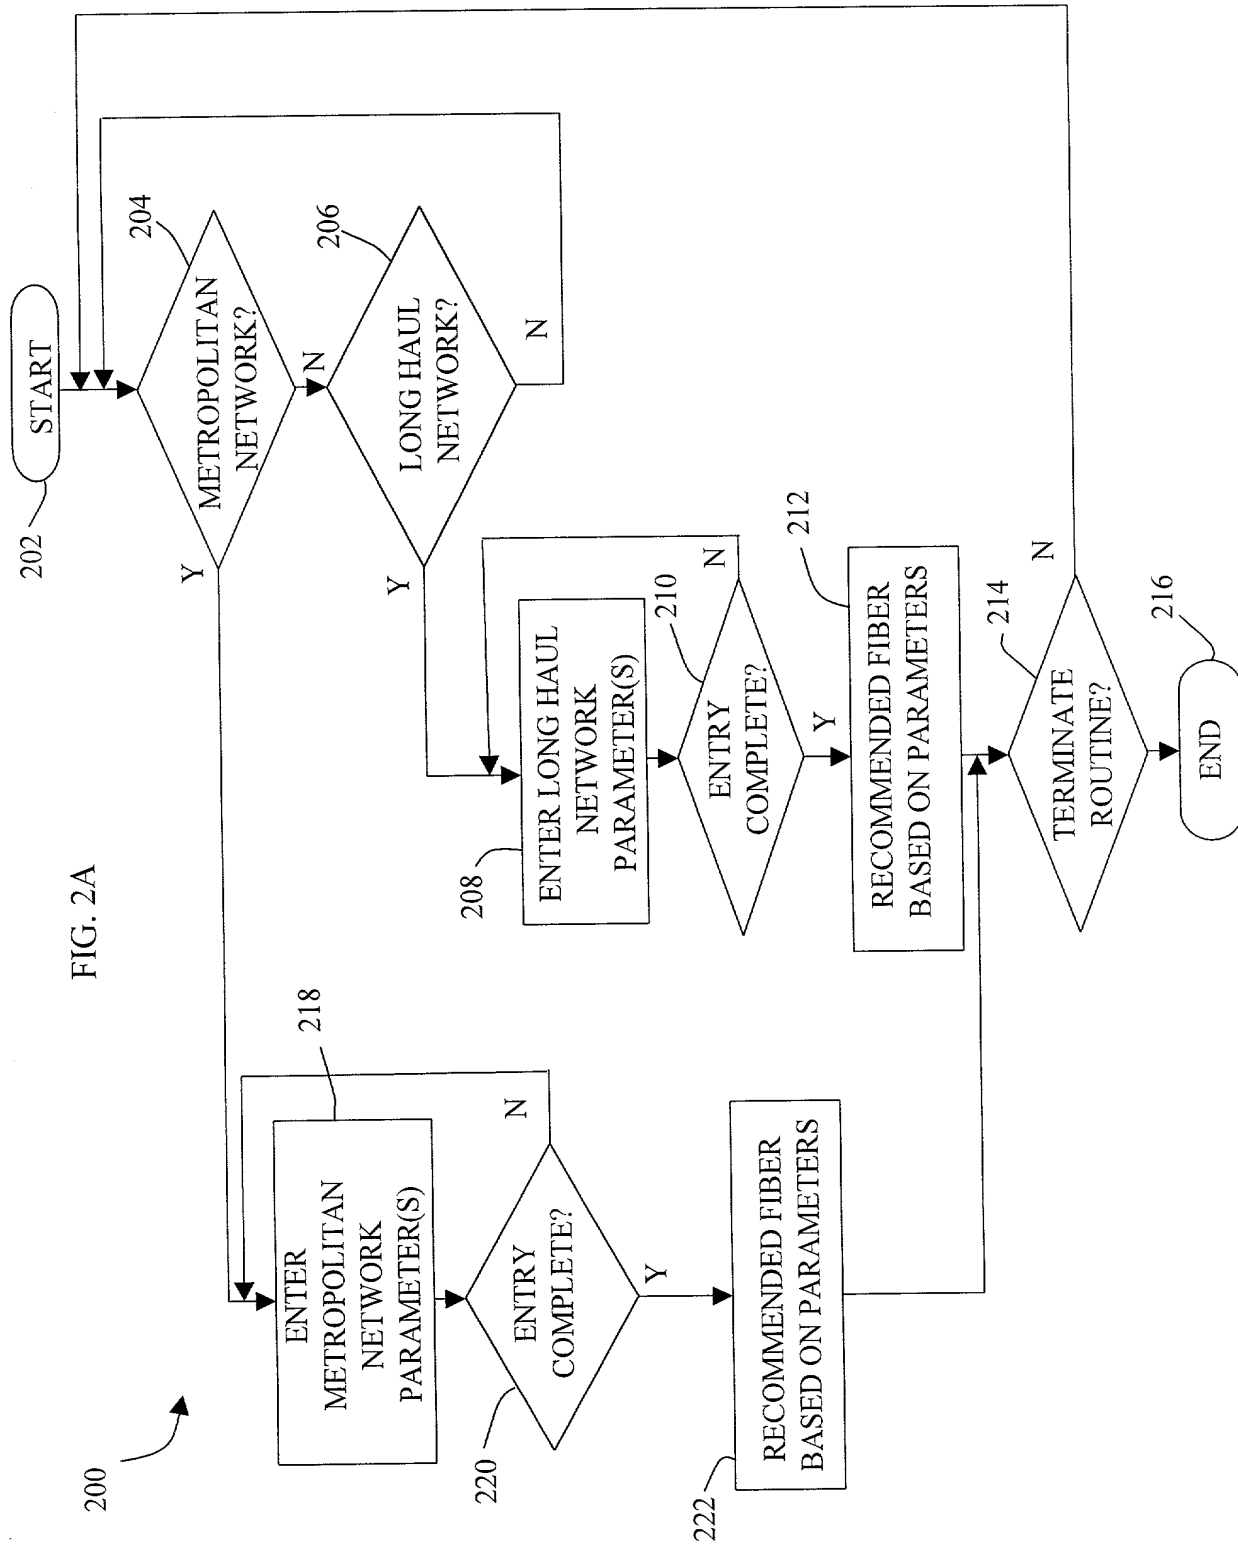 FIG. 2A
200
START
202
METROPOLITAN
NETWORK?
204
Y
N
LONG HAUL
NETWORK?
206
Y
N
ENTER LONG HAUL
NETWORK
PARAMETER(S)
208
ENTRY
COMPLETE?
210
N
Y
RECOMMENDED FIBER
BASED ON PARAMETERS
212
TERMINATE
ROUTINE?
214
N
END
216
ENTER
METROPOLITAN
NETWORK
PARAMETER(S)
218
ENTRY
COMPLETE?
220
N
Y
RECOMMENDED FIBER
BASED ON PARAMETERS
222